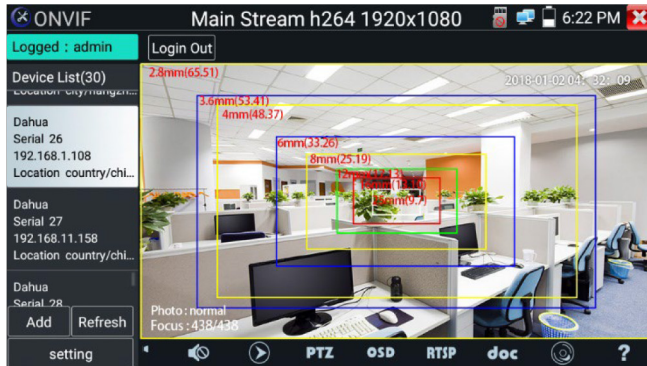 ONVIF
Main Stream h264 1920x1080
6:22 PM
Logged : admin
Login Out
Device List(30)
Dahua
Serial 26
192.168.1.108
Location country/chi...
Dahua
Serial 27
192.168.11.158
Location country/chi...
Dahua
Serial 28
Add
Refresh
setting
2.8mm(65.51)
2018-01-02 04: 32: 09
3.6mm(53.41)
4mm(48.37)
6mm(33.26)
8mm(25.19)
Photo : normal
Focus : 438/438
PTZ
OSD
RTSP
doc
?